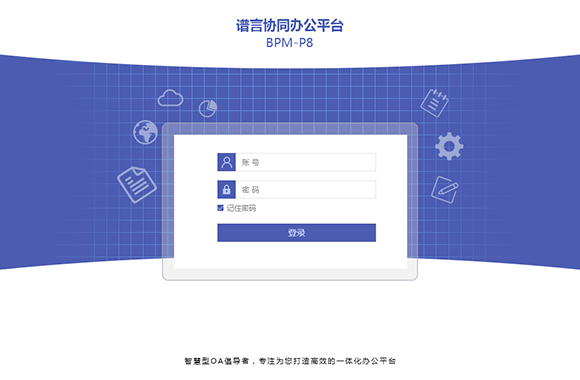 谱言协同办公平台
BPM-P8
账 号
密 码
记住密码
登录
智慧型OA倡导者，专注为您打造高效的一体化办公平台